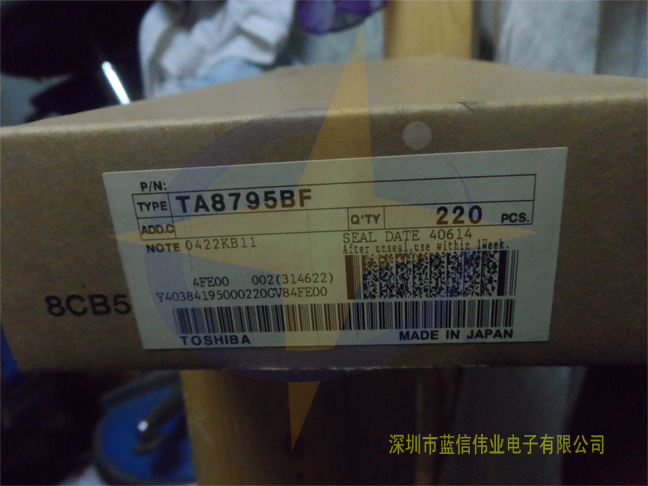 P/N:
TYPE TA8795BF
ADD.C Q'TY 220 PCS.
NOTE 0422KB11 SEAL DATE 40614
After unseal,use within 1Week.
4FE00 002(314622)
Y40384195000220GV84FE00
8CB5
TOSHIBA MADE IN JAPAN
深圳市蓝信伟业电子有限公司